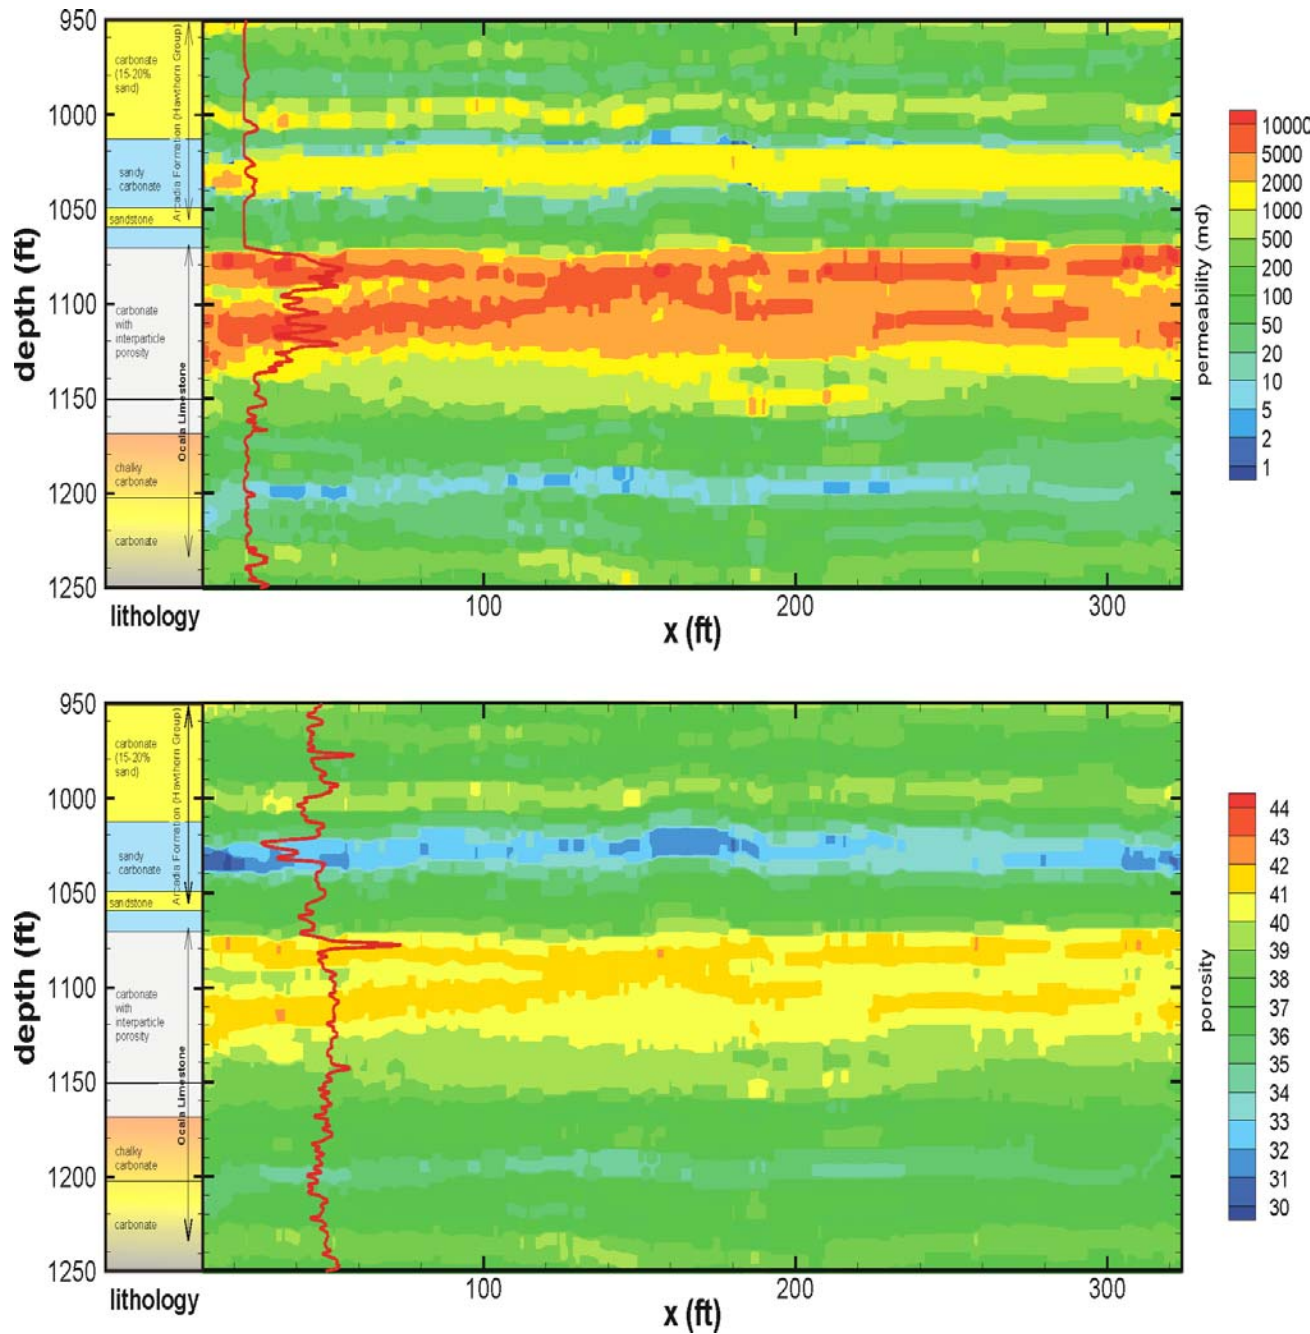 950
1000
1050
1100
1150
1200
1250
depth (ft)
carbonate
(15-20%
sand)
sandy
carbonate
sandstone
carbonate
with
interparticle
porosity
chalky
carbonate
carbonate
Arcadia Formation (Hawthorn Group)
Ocala Limestone
lithology
100
200
300
x (ft)
permeability (md)
10000
5000
2000
1000
500
200
100
50
20
10
5
2
1
950
1000
1050
1100
1150
1200
1250
depth (ft)
carbonate
(15-20%
sand)
sandy
carbonate
sandstone
carbonate
with
interparticle
porosity
chalky
carbonate
carbonate
Arcadia Formation (Hawthorn Group)
Ocala Limestone
lithology
100
200
300
x (ft)
porosity
44
43
42
41
40
39
38
37
36
35
34
33
32
31
30